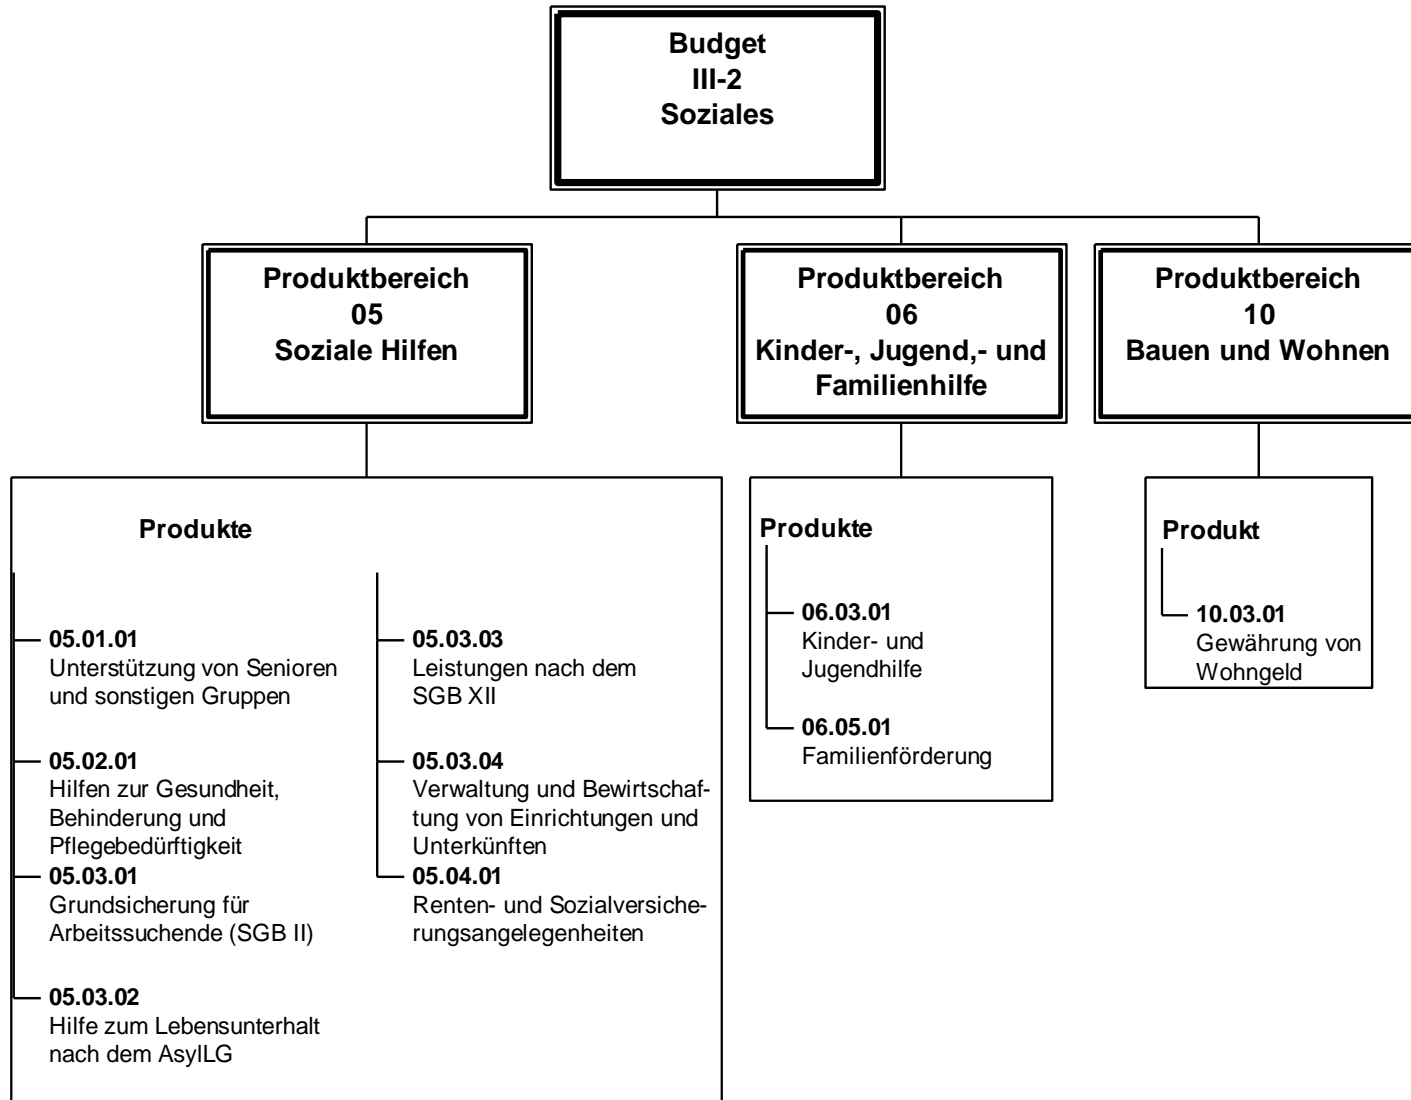 Budget
III-2
Soziales
Produktbereich
05
Soziale Hilfen
Produktbereich
06
Kinder-, Jugend,- und
Familienhilfe
Produktbereich
10
Bauen und Wohnen
Produkte
05.01.01
Unterstützung von Senioren
und sonstigen Gruppen
05.02.01
Hilfen zur Gesundheit,
Behinderung und
Pflegebedürftigkeit
05.03.01
Grundsicherung für
Arbeitssuchende (SGB II)
05.03.02
Hilfe zum Lebensunterhalt
nach dem AsylLG
05.03.03
Leistungen nach dem
SGB XII
05.03.04
Verwaltung und Bewirtschaf-
tung von Einrichtungen und
Unterkünften
05.04.01
Renten- und Sozialversiche-
rungsangelegenheiten
Produkte
06.03.01
Kinder- und
Jugendhilfe
06.05.01
Familienförderung
Produkt
10.03.01
Gewährung von
Wohngeld